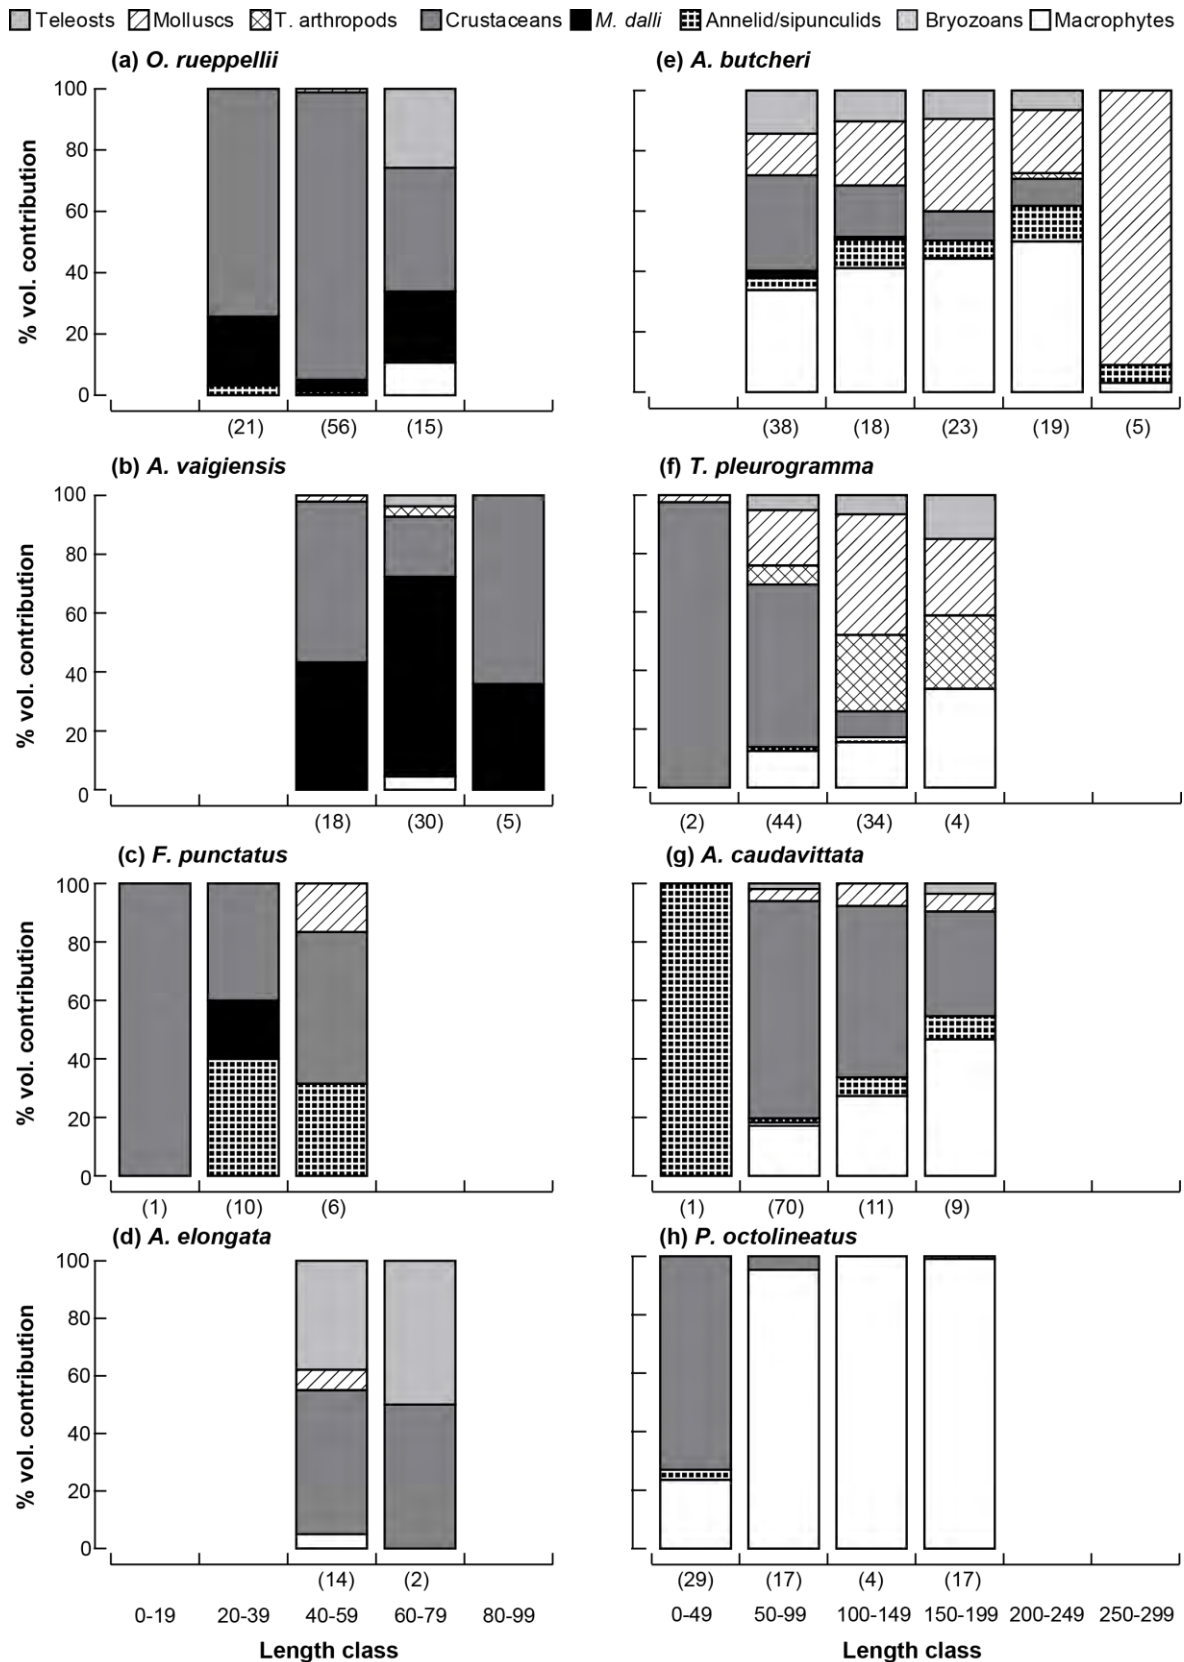 Teleosts Molluscs T. arthropods Crustaceans M. dalli Annelid/sipunculids Bryozoans Macrophytes
(a) O. rueppellii
100
80
60
40
20
0
% vol. contribution
(21) (56) (15)
(e) A. butcheri
(38) (18) (23) (19) (5)
(b) A. vaigiensis
100
80
60
40
20
0
% vol. contribution
(18) (30) (5)
(f) T. pleurogramma
(2) (44) (34) (4)
(c) F. punctatus
100
80
60
40
20
0
% vol. contribution
(1) (10) (6)
(g) A. caudavittata
(1) (70) (11) (9)
(d) A. elongata
100
80
60
40
20
0
% vol. contribution
(14) (2)
0-19 20-39 40-59 60-79 80-99
Length class
(h) P. octolineatus
(29) (17) (4) (17)
0-49 50-99 100-149 150-199 200-249 250-299
Length class